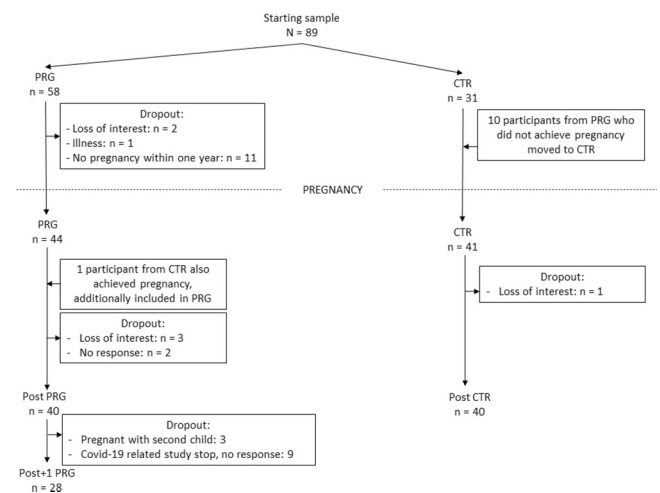 Starting sample
N = 89
PRG
n = 58
CTR
n = 31
Dropout:
- Loss of interest: n = 2
- Illness: n = 1
- No pregnancy within one year: n = 11
10 participants from PRG who
did not achieve pregnancy
moved to CTR
PREGNANCY
PRG
n = 44
CTR
n = 41
1 participant from CTR also
achieved pregnancy,
additionally included in PRG
Dropout:
- Loss of interest: n = 1
Dropout:
- Loss of interest: n = 3
- No response: n = 2
Post PRG
n = 40
Post CTR
n = 40
Dropout:
- Pregnant with second child: 3
- Covid-19 related study stop, no response: 9
Post+1 PRG
n = 28